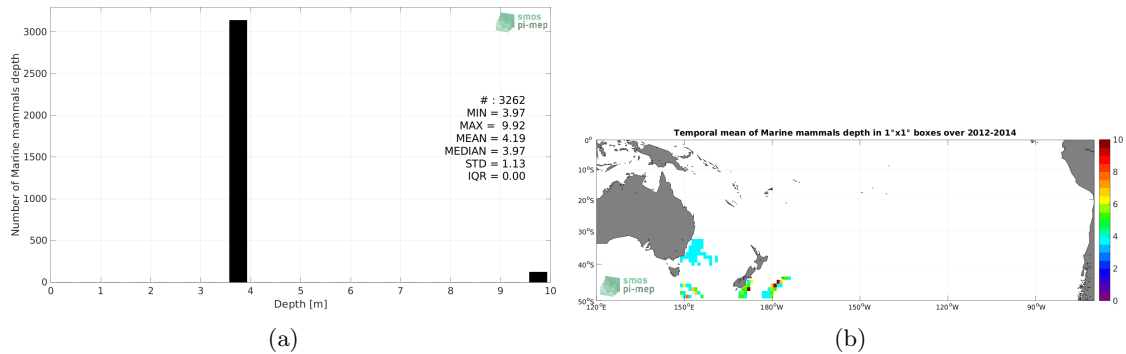 smos
pi-mep
3300
3000
2500
2000
1500
1000
500
0
Number of Marine mammals depth
# : 3262
MIN = 3.97
MAX = 9.92
MEAN = 4.19
MEDIAN = 3.97
STD = 1.13
IQR = 0.00
0 1 2 3 4 5 6 7 8 9 10
Depth [m]
(a)
Temporal mean of Marine mammals depth in 1°x1° boxes over 2012-2014
0°
10°S
20°S
30°S
40°S
50°S
smos
pi-mep
120°E 150°E 180°W 150°W 120°W 90°W
10
8
6
4
2
0
(b)